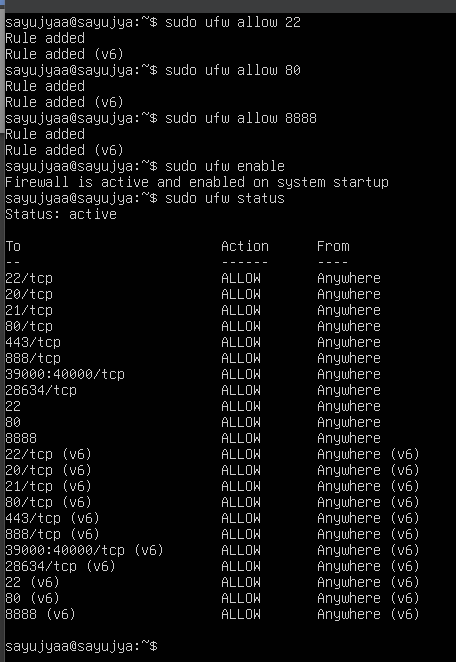 sayujyaa@sayujya:~$ sudo ufw allow 22
Rule added
Rule added (v6)
sayujyaa@sayujya:~$ sudo ufw allow 80
Rule added
Rule added (v6)
sayujyaa@sayujya:~$ sudo ufw allow 8888
Rule added
Rule added (v6)
sayujyaa@sayujya:~$ sudo ufw enable
Firewall is active and enabled on system startup
sayujyaa@sayujya:~$ sudo ufw status
Status: active
To Action From
-- ------ ----
22/tcp ALLOW Anywhere
20/tcp ALLOW Anywhere
21/tcp ALLOW Anywhere
80/tcp ALLOW Anywhere
443/tcp ALLOW Anywhere
888/tcp ALLOW Anywhere
39000:40000/tcp ALLOW Anywhere
28634/tcp ALLOW Anywhere
22 ALLOW Anywhere
80 ALLOW Anywhere
8888 ALLOW Anywhere
22/tcp (v6) ALLOW Anywhere (v6)
20/tcp (v6) ALLOW Anywhere (v6)
21/tcp (v6) ALLOW Anywhere (v6)
80/tcp (v6) ALLOW Anywhere (v6)
443/tcp (v6) ALLOW Anywhere (v6)
888/tcp (v6) ALLOW Anywhere (v6)
39000:40000/tcp (v6) ALLOW Anywhere (v6)
28634/tcp (v6) ALLOW Anywhere (v6)
22 (v6) ALLOW Anywhere (v6)
80 (v6) ALLOW Anywhere (v6)
8888 (v6) ALLOW Anywhere (v6)
sayujyaa@sayujya:~$